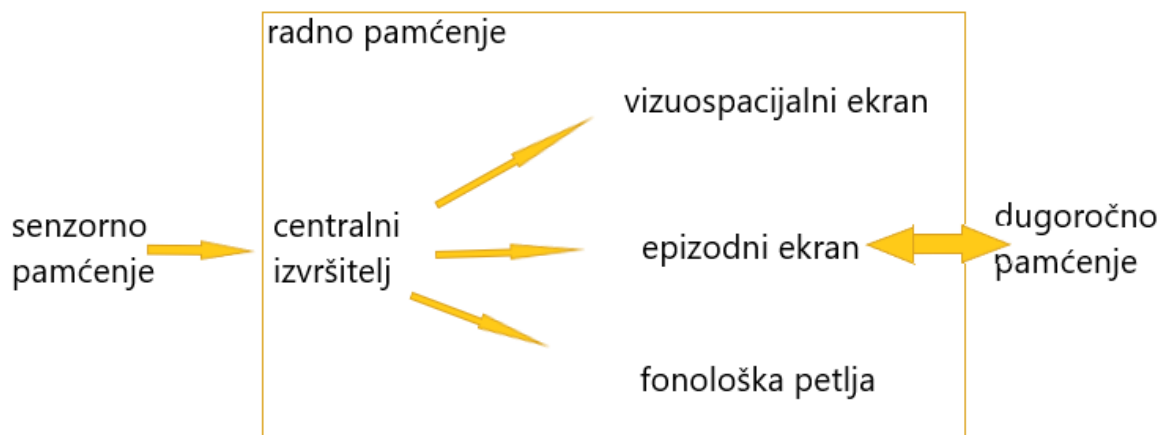 radno pamćenje
vizuospacijalni ekran
senzorno
pamćenje
centralni
izvršitelj
epizodni ekran
dugoročno
pamćenje
fonološka petlja